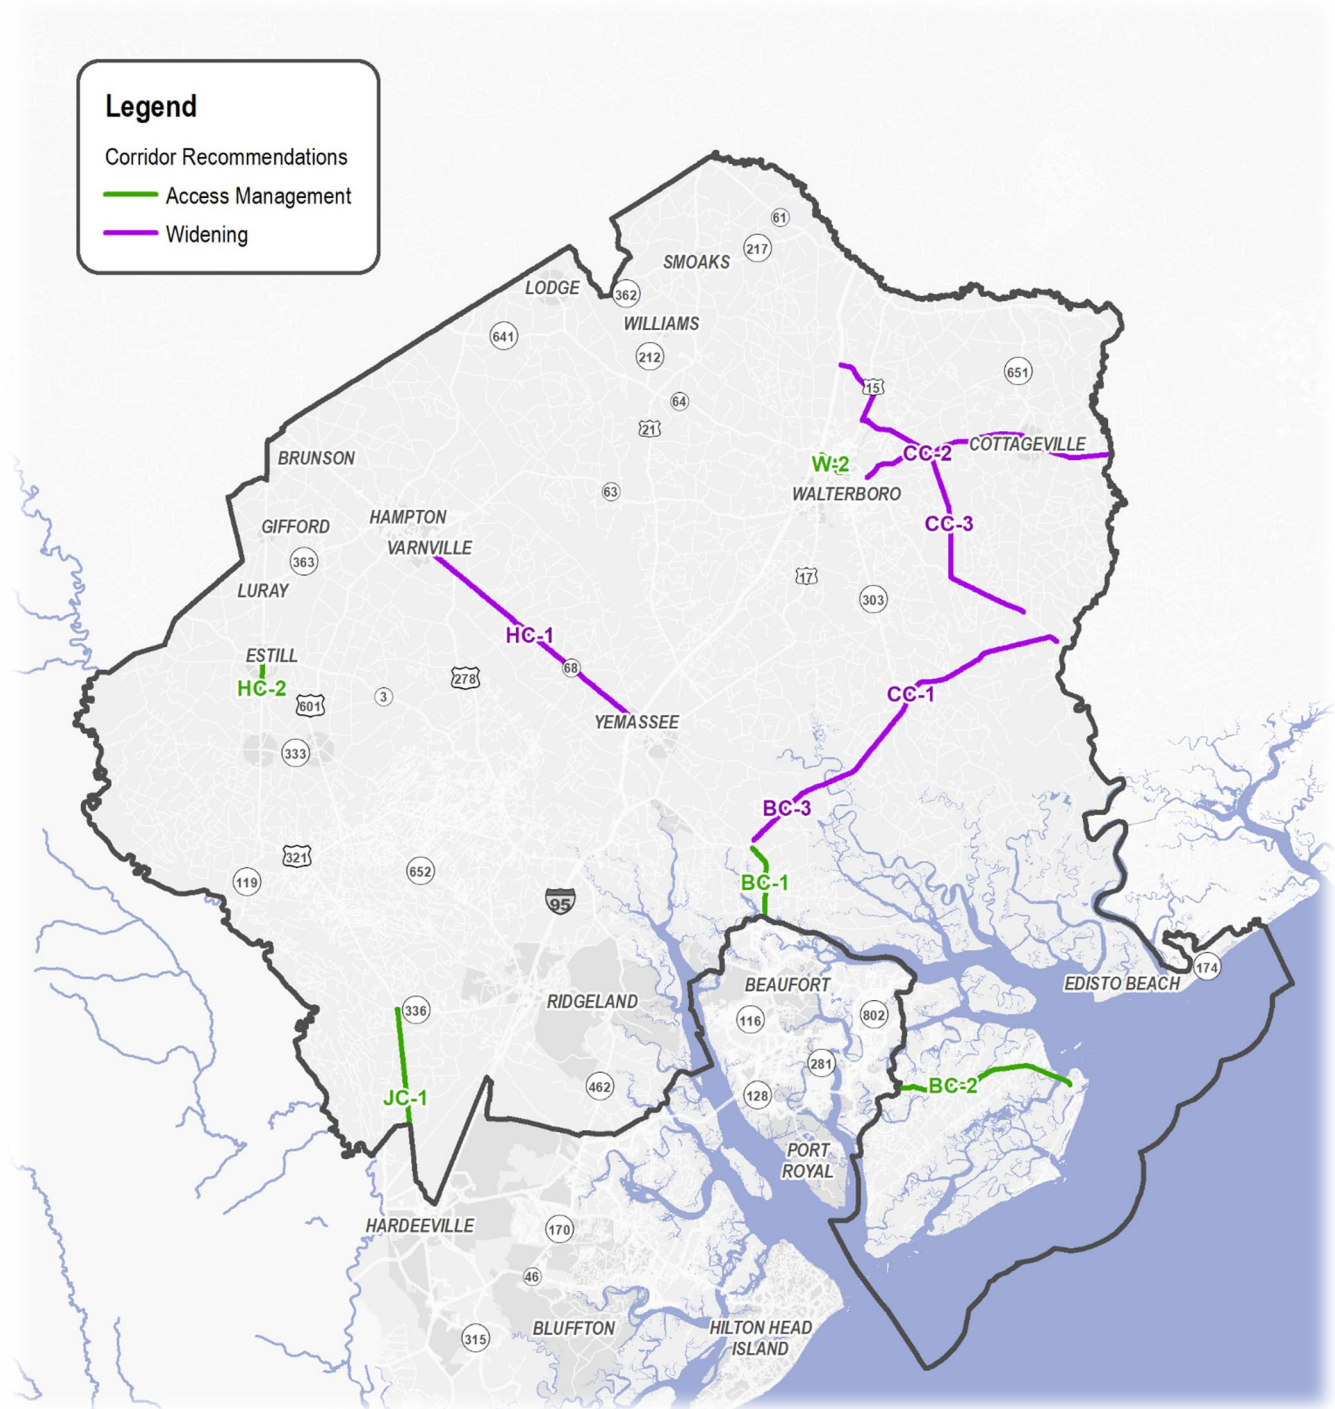 Legend
Corridor Recommendations
Access Management
Widening
61
217
SMOAKS
LODGE
362
WILLIAMS
641
212
651
15
64
21
COTTAGEVILLE
CC-2
BRUNSON
W-2
63
WALTERBORO
HAMPTON
GIFFORD
CC-3
VARNVILLE
363
17
LURAY
303
HC-1
ESTILL
68
278
HC-2
3
CC-1
601
YEMASSEE
333
BC-3
321
652
119
BC-1
95
174
EDISTO BEACH
BEAUFORT
RIDGELAND
336
116
802
281
462
BC-2
128
JC-1
PORT
ROYAL
HARDEEVILLE
170
46
BLUFFTON
HILTON HEAD
ISLAND
315